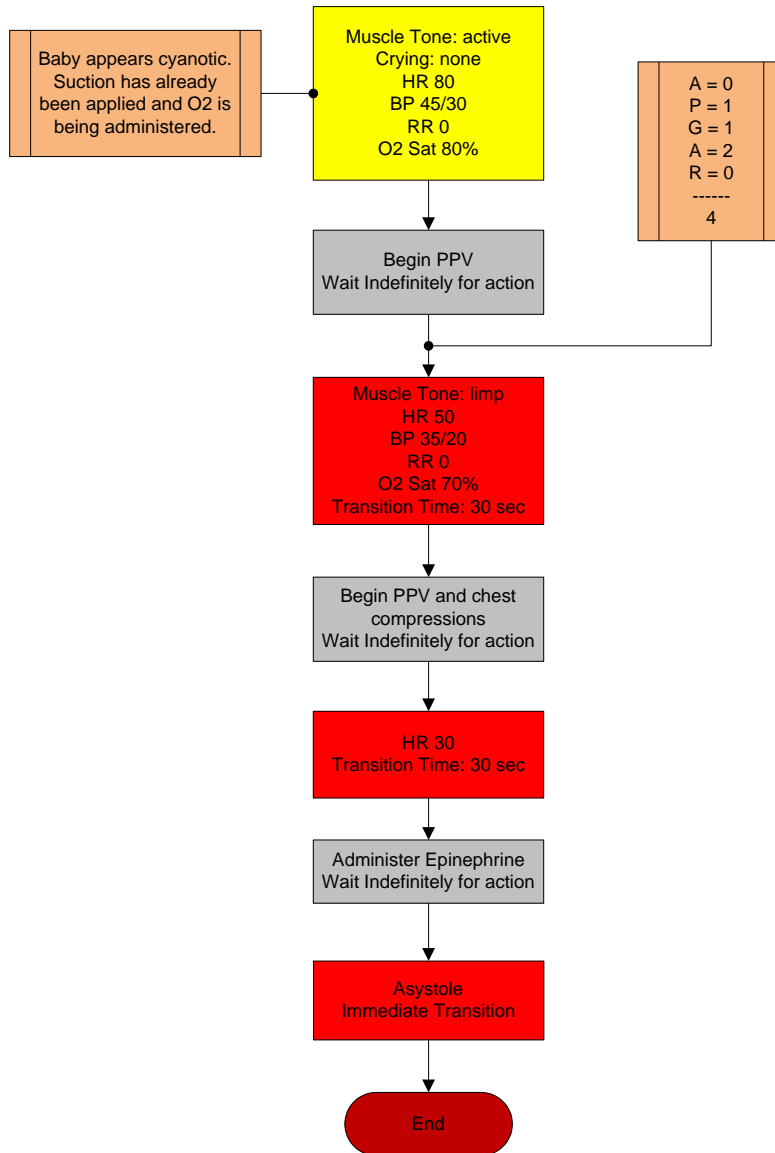 Baby appears cyanotic.
Suction has already
been applied and O2 is
being administered.
Muscle Tone: active
Crying: none
HR 80
BP 45/30
RR 0
O2 Sat 80%
A = 0
P = 1
G = 1
A = 2
R = 0
------
4
Begin PPV
Wait Indefinitely for action
Muscle Tone: limp
HR 50
BP 35/20
RR 0
O2 Sat 70%
Transition Time: 30 sec
Begin PPV and chest
compressions
Wait Indefinitely for action
HR 30
Transition Time: 30 sec
Administer Epinephrine
Wait Indefinitely for action
Asystole
Immediate Transition
End